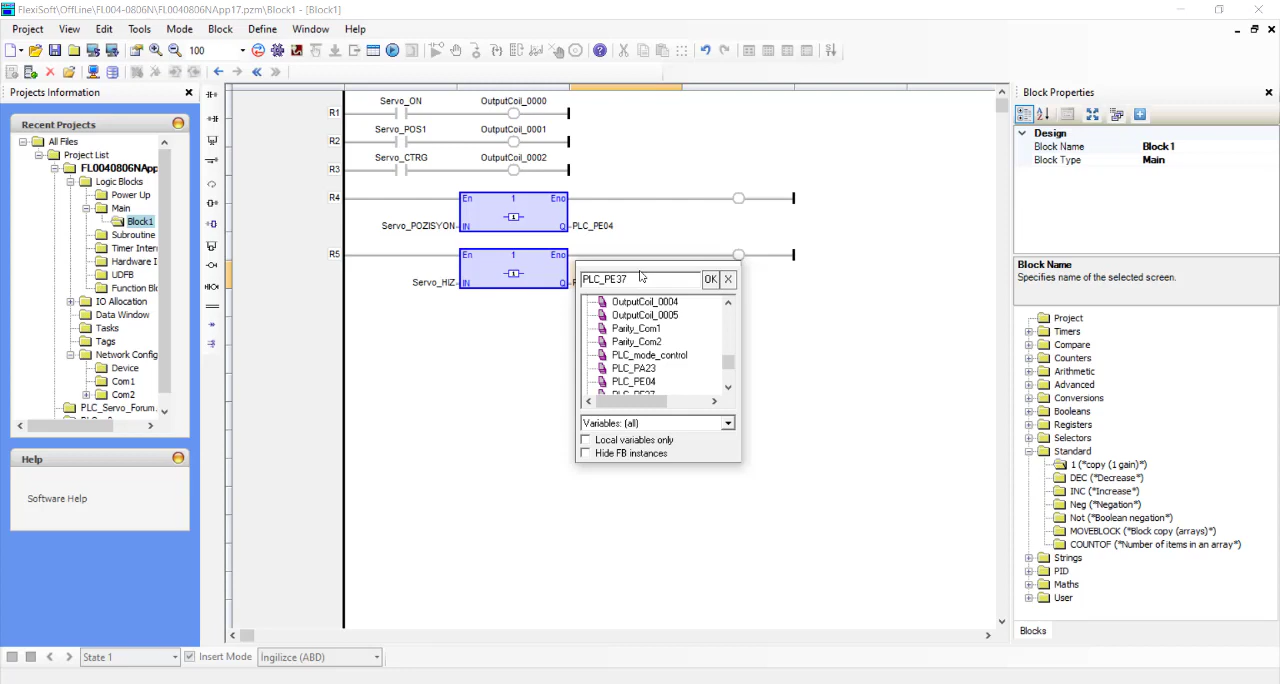 FlexiSoft\OffLine\FL004-0806N\FL0040806NApp17.pzm\Block1 - [Block1]
Project View Edit Tools Mode Block Define Window Help
100
Projects Information
Recent Projects
All Files
Project List
FL0040806NApp
Logic Blocks
Power Up
Main
Block1
Subroutine
Timer Inter
Hardware I
UDFB
Function Blo
IO Allocation
Data Window
Tasks
Tags
Network Config
Device
Com1
Com2
PLC_Servo_Forum.
Help
Software Help
Servo_ON OutputCoil_0000
R1
Servo_POS1 OutputCoil_0001
R2
Servo_CTRG OutputCoil_0002
R3
R4 En 1 Eno
Servo_POZISYON IN Q PLC_PE04
R5 En 1 Eno
Servo_HIZ IN Q
PLC_PE37 OK X
OutputCoil_0004
OutputCoil_0005
Parity_Com1
Parity_Com2
PLC_mode_control
PLC_PA23
PLC_PE04
PLC_PE37
Variables: (all)
Local variables only
Hide FB instances
Block Properties
Design
Block Name Block1
Block Type Main
Block Name
Specifies name of the selected screen.
Project
Timers
Compare
Counters
Arithmetic
Advanced
Conversions
Booleans
Registers
Selectors
Standard
1 (*copy (1 gain)*)
DEC (*Decrease*)
INC (*Increase*)
Neg (*Negation*)
Not (*Boolean negation*)
MOVEBLOCK (*Block copy (arrays)*)
COUNTOF (*Number of items in an array*)
Strings
PID
Maths
User
Blocks
State 1 Insert Mode İngilizce (ABD)